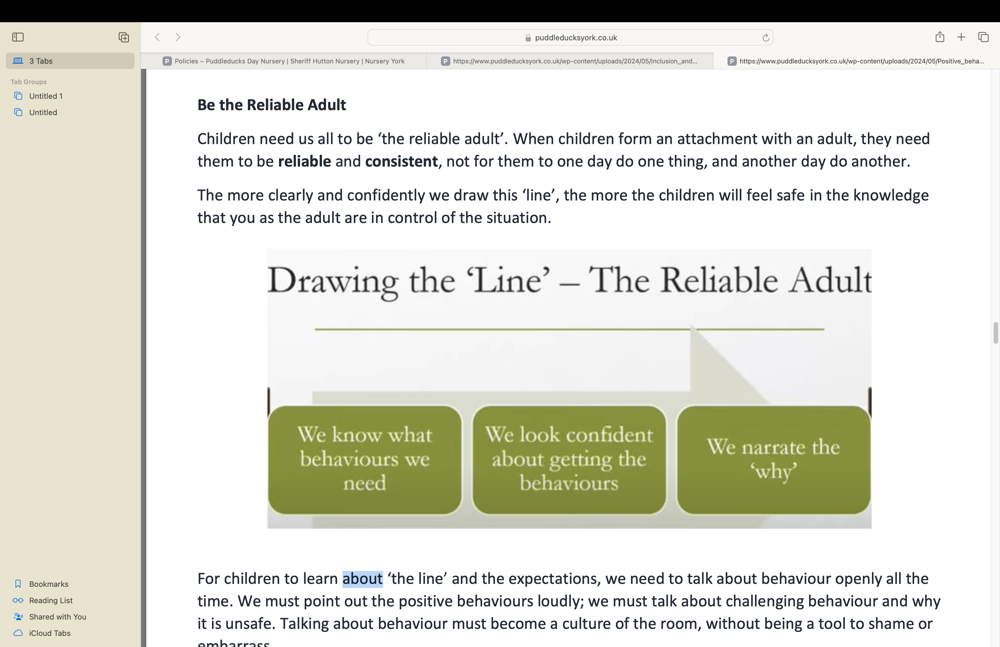 puddleducksyork.co.uk
3 Tabs
P Policies – Puddleducks Day Nursery | Sheriff Hutton Nursery | Nursery York
P https://www.puddleducksyork.co.uk/wp-content/uploads/2024/05/Inclusion_and...
P https://www.puddleducksyork.co.uk/wp-content/uploads/2024/05/Positive_beha...
Tab Groups
Untitled 1
Untitled
Bookmarks
Reading List
Shared with You
iCloud Tabs
Be the Reliable Adult
Children need us all to be ‘the reliable adult’. When children form an attachment with an adult, they need
them to be reliable and consistent, not for them to one day do one thing, and another day do another.
The more clearly and confidently we draw this ‘line’, the more the children will feel safe in the knowledge
that you as the adult are in control of the situation.
Drawing the ‘Line’ – The Reliable Adult
We know what
behaviours we
need
We look confident
about getting the
behaviours
We narrate the
‘why’
For children to learn about ‘the line’ and the expectations, we need to talk about behaviour openly all the
time. We must point out the positive behaviours loudly; we must talk about challenging behaviour and why
it is unsafe. Talking about behaviour must become a culture of the room, without being a tool to shame or
embarrass.